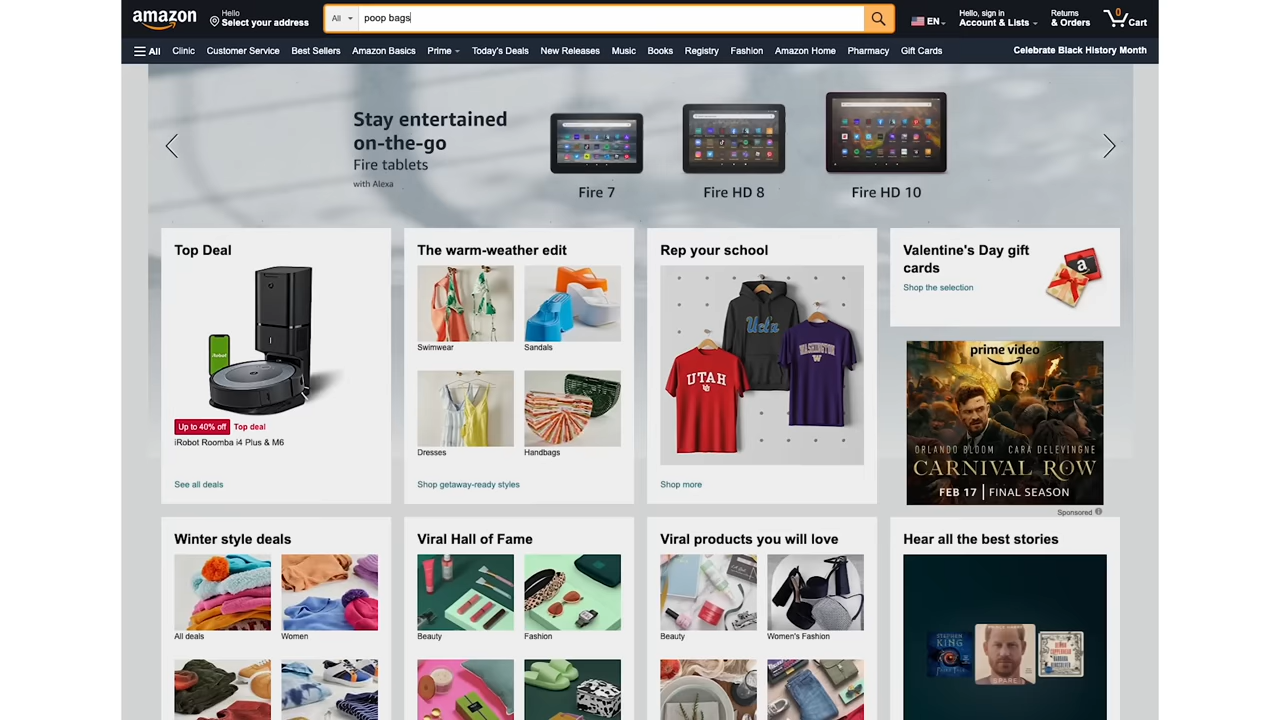 amazon
Hello
Select your address
All
poop bags
EN
Hello, sign in
Account & Lists
Returns
& Orders
0
Cart
All
Clinic
Customer Service
Best Sellers
Amazon Basics
Prime
Today's Deals
New Releases
Music
Books
Registry
Fashion
Amazon Home
Pharmacy
Gift Cards
Celebrate Black History Month
Stay entertained
on-the-go
Fire tablets
with Alexa
Fire 7
Fire HD 8
Fire HD 10
Top Deal
Up to 40% off
Top deal
iRobot Roomba i4 Plus & M6
See all deals
The warm-weather edit
Swimwear
Sandals
Dresses
Handbags
Shop getaway-ready styles
Rep your school
UCLA
WASHINGTON
W
UTAH
Shop more
Valentine's Day gift
cards
Shop the selection
a
prime video
ORLANDO BLOOM CARA DELEVINGNE
CARNIVAL ROW
FEB 17 | FINAL SEASON
Sponsored
Winter style deals
All deals
Women
Viral Hall of Fame
Beauty
Fashion
Viral products you will love
Beauty
Women's Fashion
Hear all the best stories
STEPHEN
KING
SPARE